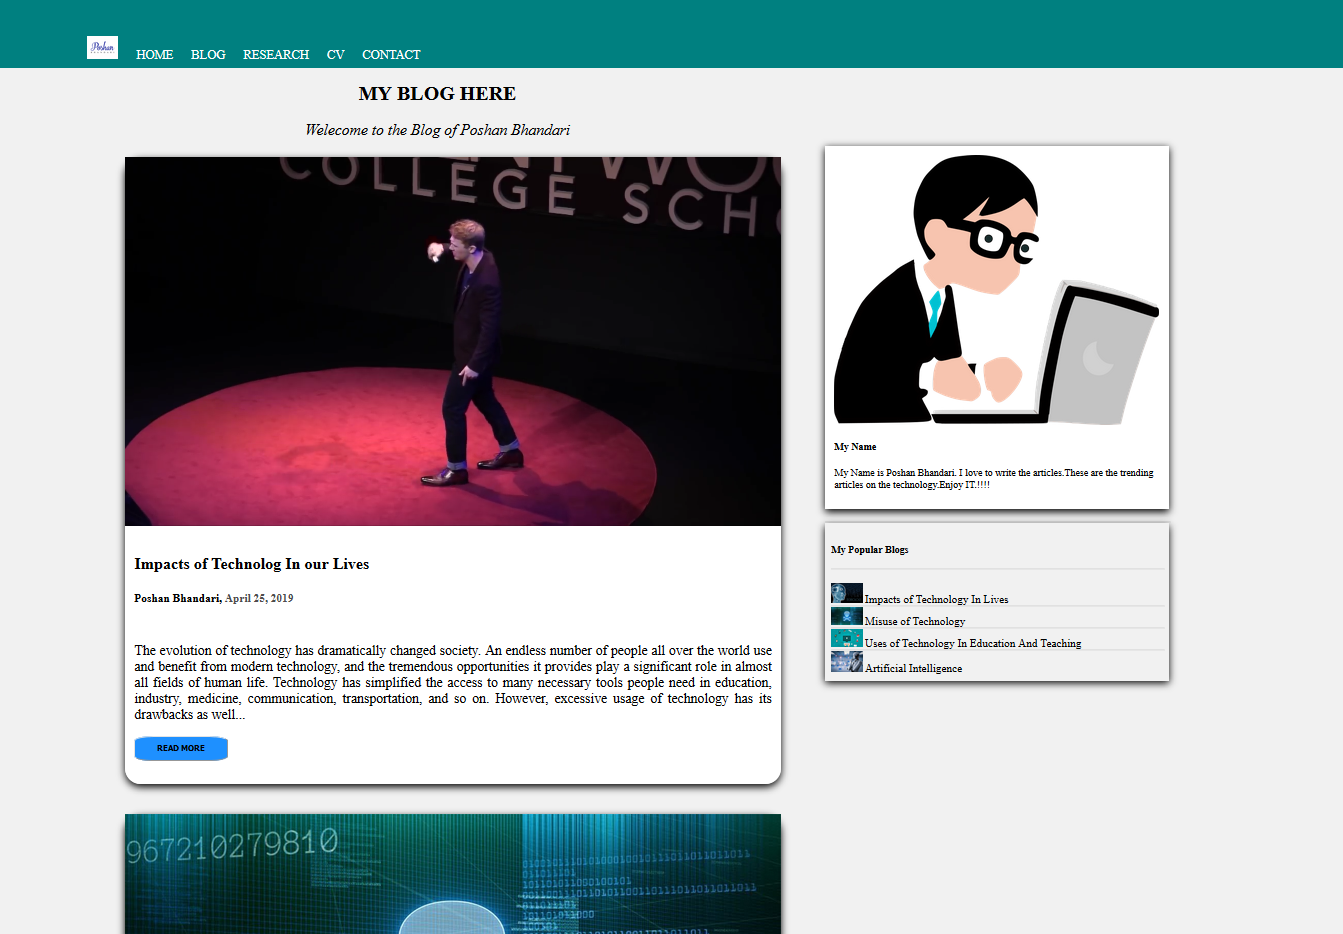 Poshan
HOME BLOG RESEARCH CV CONTACT
MY BLOG HERE
Welecome to the Blog of Poshan Bhandari
COLLEGE SCHO
My Name
My Name is Poshan Bhandari. I love to write the articles.These are the trending
articles on the technology.Enjoy IT.!!!!
Impacts of Technolog In our Lives
Poshan Bhandari, April 25, 2019
The evolution of technology has dramatically changed society. An endless number of people all over the world use
and benefit from modern technology, and the tremendous opportunities it provides play a significant role in almost
all fields of human life. Technology has simplified the access to many necessary tools people need in education,
industry, medicine, communication, transportation, and so on. However, excessive usage of technology has its
drawbacks as well...
READ MORE
My Popular Blogs
Impacts of Technology In Lives
Misuse of Technology
Uses of Technology In Education And Teaching
Artificial Intelligence
967210279810